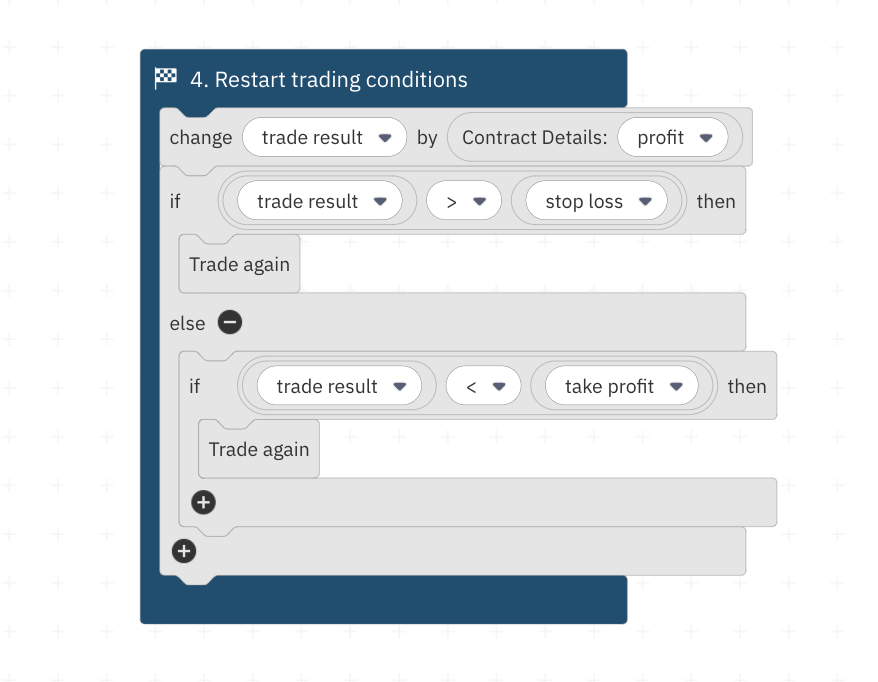 4. Restart trading conditions
change trade result by Contract Details: profit
if trade result > stop loss then
Trade again
else
if trade result < take profit then
Trade again